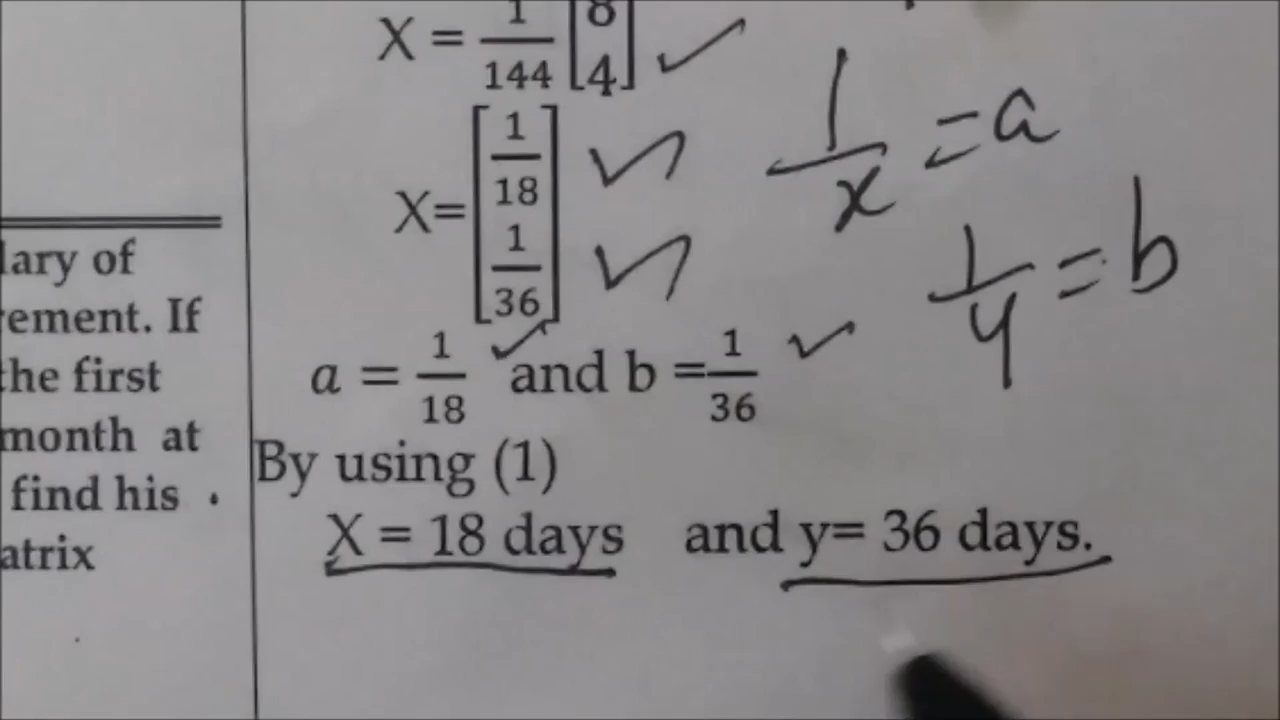 X = 1/144 [8 4]
X= [1/18 1/36]
a = 1/18 and b = 1/36
By using (1)
X = 18 days and y= 36 days.
1/x = a
1/y = b
lary of
ement. If
the first
month at
find his
atrix